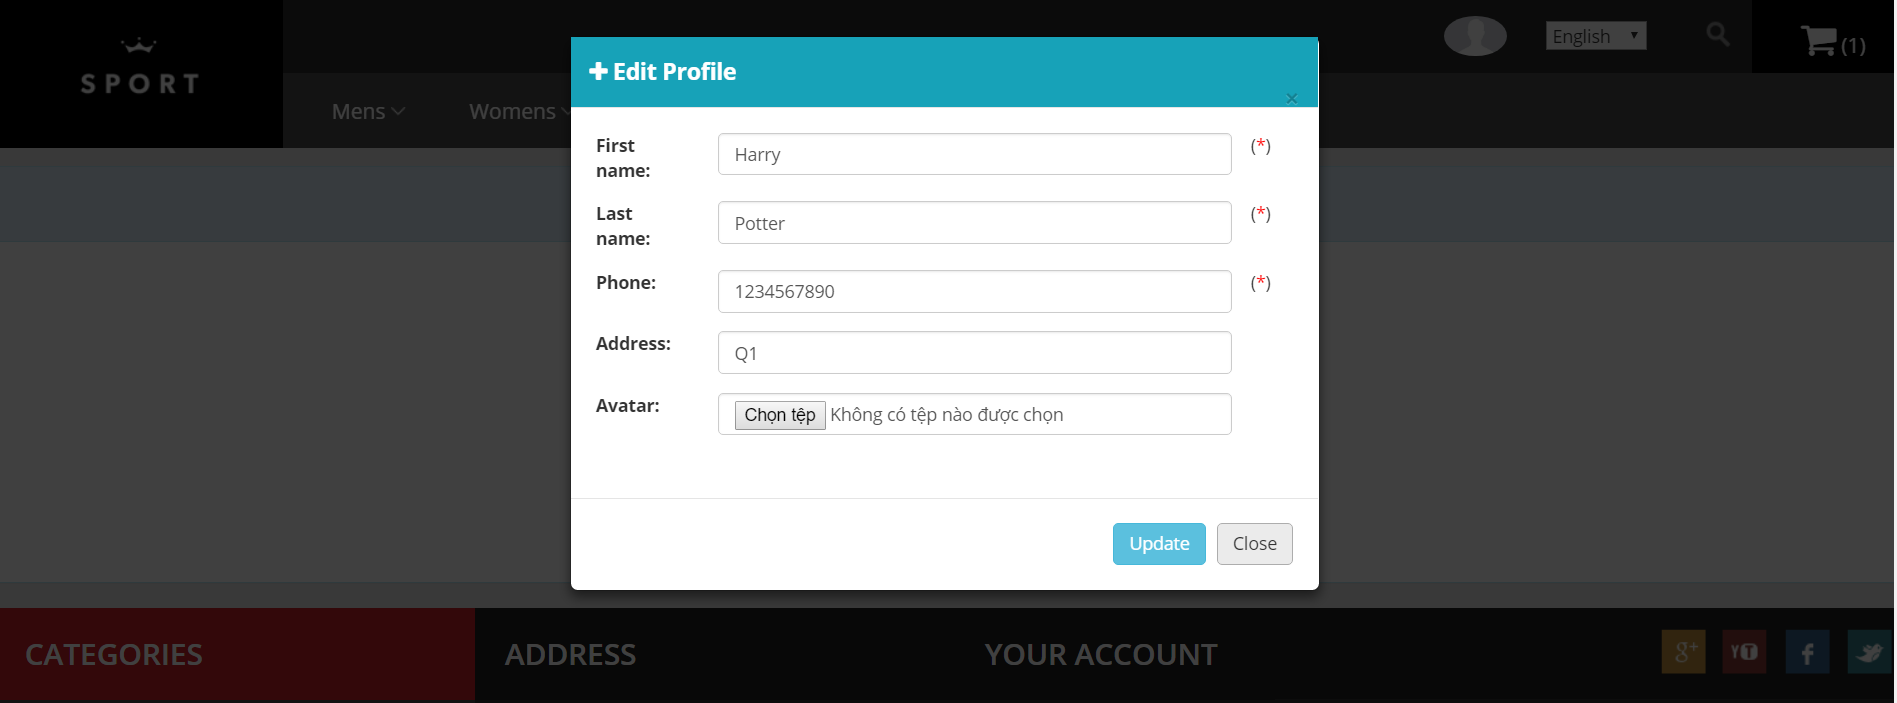 SPORT
English
(1)
Mens
Womens
Edit Profile
×
First
name:
Harry
(*)
Last
name:
Potter
(*)
Phone:
1234567890
(*)
Address:
Q1
Avatar:
Chọn tệp Không có tệp nào được chọn
Update
Close
CATEGORIES
ADDRESS
YOUR ACCOUNT
g+
YT
f